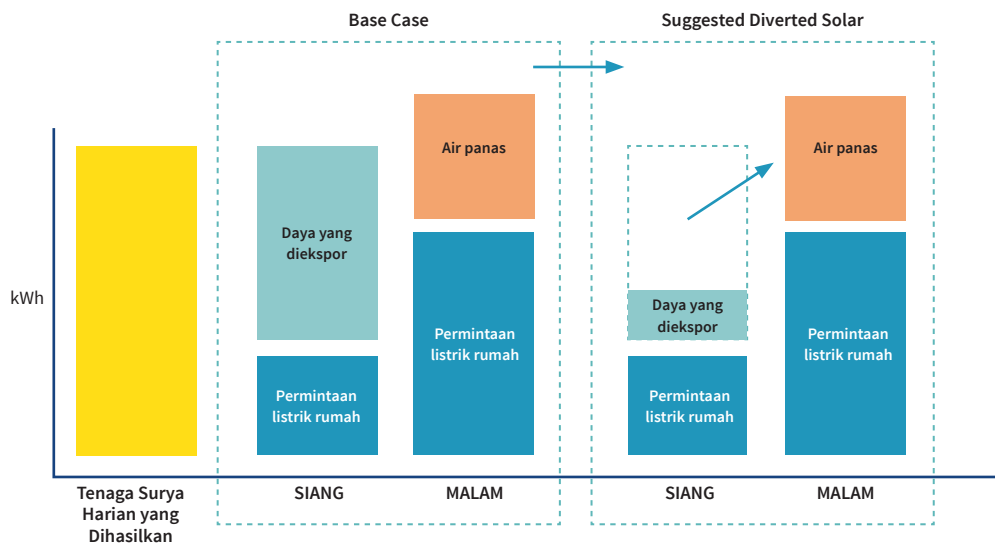 Base Case
Suggested Diverted Solar
kWh
Daya yang
diekspor
Permintaan
listrik rumah
Air panas
Permintaan
listrik rumah
Daya yang
diekspor
Permintaan
listrik rumah
Air panas
Permintaan
listrik rumah
Tenaga Surya
Harian yang
Dihasilkan
SIANG
MALAM
SIANG
MALAM